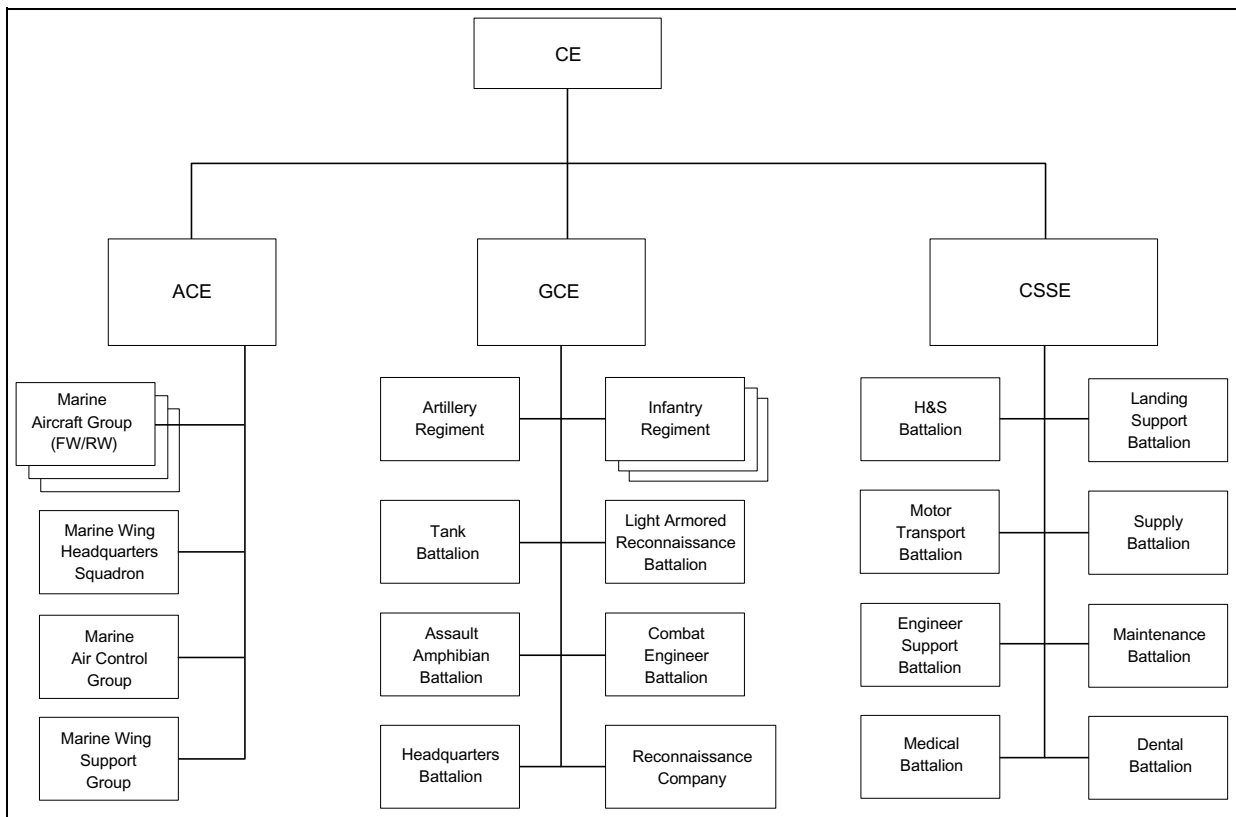 CE
ACE
GCE
CSSE
Marine
Aircraft Group
(FW/RW)
Marine Wing
Headquarters
Squadron
Marine
Air Control
Group
Marine Wing
Support
Group
Artillery
Regiment
Infantry
Regiment
Tank
Battalion
Light Armored
Reconnaissance
Battalion
Assault
Amphibian
Battalion
Combat
Engineer
Battalion
Headquarters
Battalion
Reconnaissance
Company
H&S
Battalion
Landing
Support
Battalion
Motor
Transport
Battalion
Supply
Battalion
Engineer
Support
Battalion
Maintenance
Battalion
Medical
Battalion
Dental
Battalion